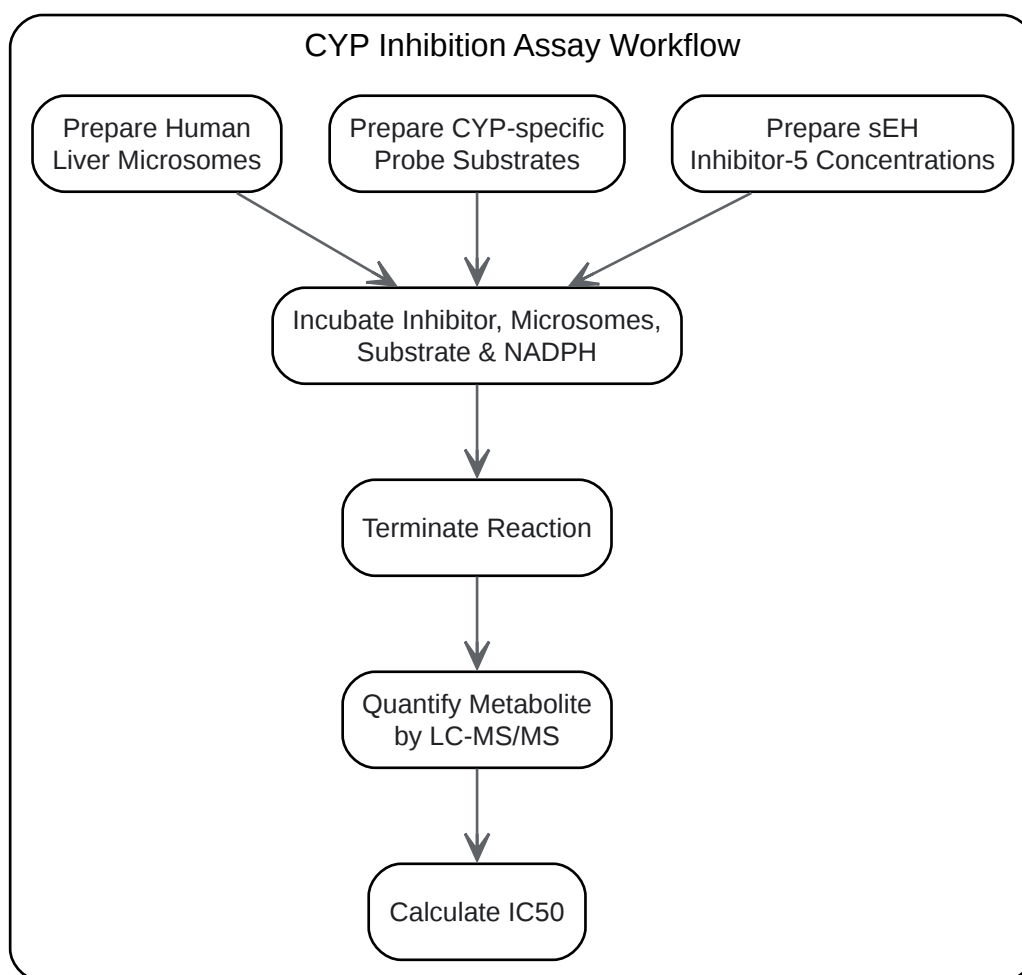 CYP Inhibition Assay Workflow
Prepare Human
Liver Microsomes
Prepare CYP-specific
Probe Substrates
Prepare sEH
Inhibitor-5 Concentrations
Incubate Inhibitor, Microsomes,
Substrate & NADPH
Terminate Reaction
Quantify Metabolite
by LC-MS/MS
Calculate IC50